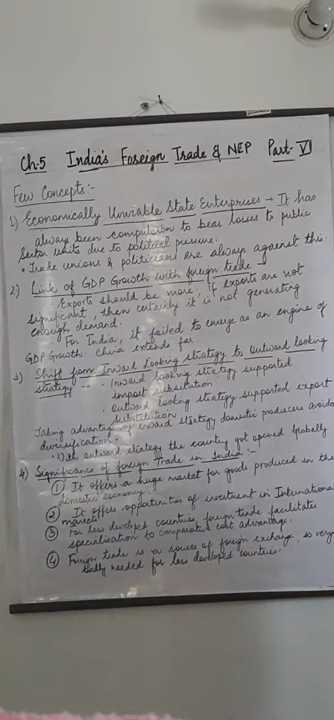 Ch:5 India's Foreign Trade & NEP Part-VI
Few Concepts:-
1) Economically Unviable State Enterprises → It has
always been compulsion to bear losses to public
Sector units due to political pressure.
• Trade unions & politicians are always against this
2) Link of GDP Growth with foreign trade →
Exports should be more, if exports are not
significant, then certainly it is not generating
enough demand.
For India, it failed to emerge as an engine of
GDP Growth. China extends far
3) Shift from Inward Looking strategy to Outward looking
strategy → • Inward looking strategy supported
import substitution
• Outward looking strategy supported export
substitution
Taking advantage of inward strategy domestic producers avoids
diversification.
• With outward strategy the country got opened globally
4) Significance of foreign Trade in India:-
① It offers a huge market for goods produced in the
domestic economy.
② It offers opportunities of investment in International
markets
③ For less devloped countries, foreign trade facilitate
specialisation to comparative cost advantage.
④ Foreign trade is a source of foreign exchange, so very
badly needed for less developed countries.